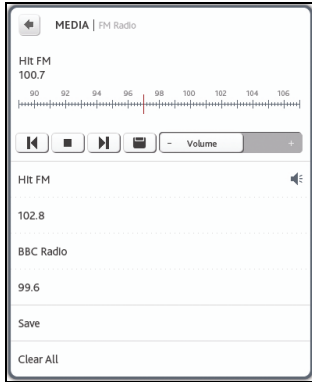 MEDIA | FM Radio
HIt FM
100.7
90 92 94 96 98 100 102 104 106
- Volume +
HIt FM
102.8
BBC Radio
99.6
Save
Clear All